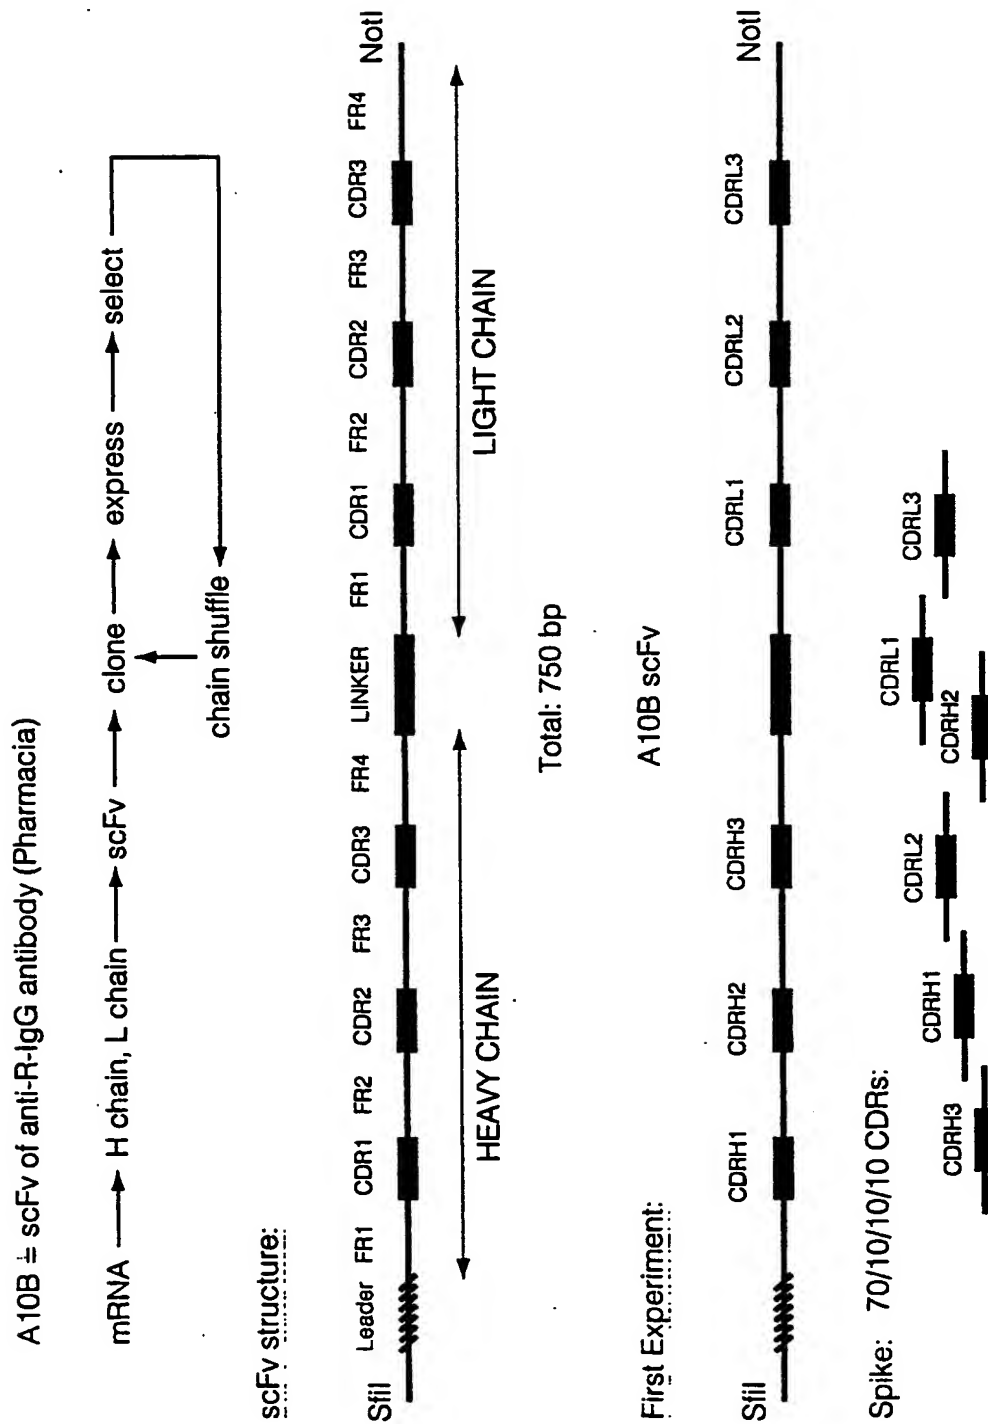 A10B = scFv of anti-R-IgG antibody (Pharmacia)
mRNA H chain, L chain scFv clone express select
chain shuffle
scFv structure:
Leader FR1 CDR1 FR2 CDR2 FR3 CDR3 FR4 LINKER FR1 CDR1 FR2 CDR2 FR3 CDR3 FR4
SfiI NotI
HEAVY CHAIN LIGHT CHAIN
Total: 750 bp
First Experiment:
A10B scFv
CDRH1 CDRH2 CDRH3 CDRL1 CDRL2 CDRL3
SfiI NotI
Spike: 70/10/10/10 CDRs:
CDRL1
CDRL2 CDRL3
CDRH1
CDRH3 CDRH2